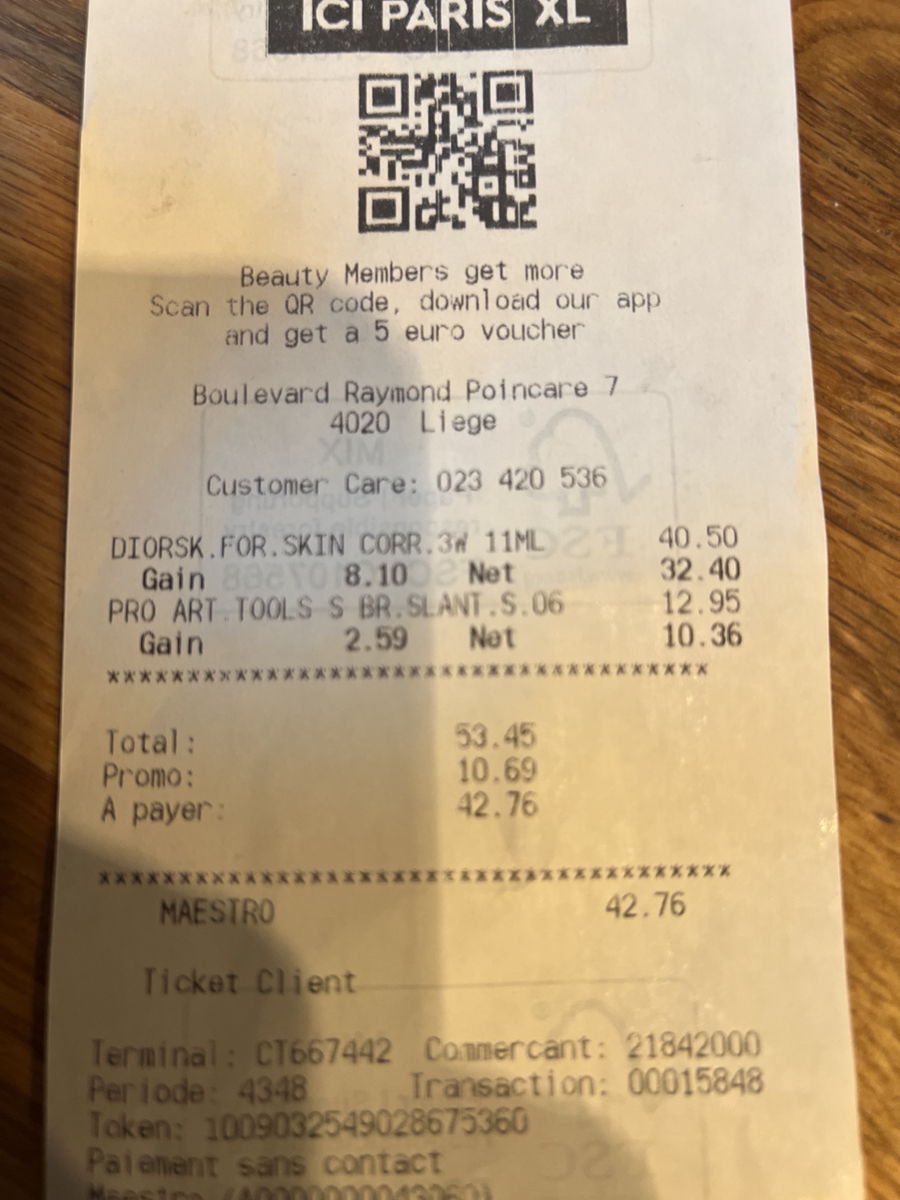 ICI PARIS XL
Beauty Members get more
Scan the QR code, download our app
and get a 5 euro voucher
Boulevard Raymond Poincare 7
4020 Liege
Customer Care: 023 420 536
DIORSK.FOR.SKIN CORR.3W 11ML 40.50
Gain 8.10 Net 32.40
PRO ART.TOOLS S BR.SLANT.S.06 12.95
Gain 2.59 Net 10.36
**************************************
Total: 53.45
Promo: 10.69
A payer: 42.76
****************************************
MAESTRO 42.76
Ticket Client
Terminal: CT667442 Commercant: 21842000
Periode: 4348 Transaction: 00015848
Token: 1009032549028675360
Paiement sans contact
Maestro